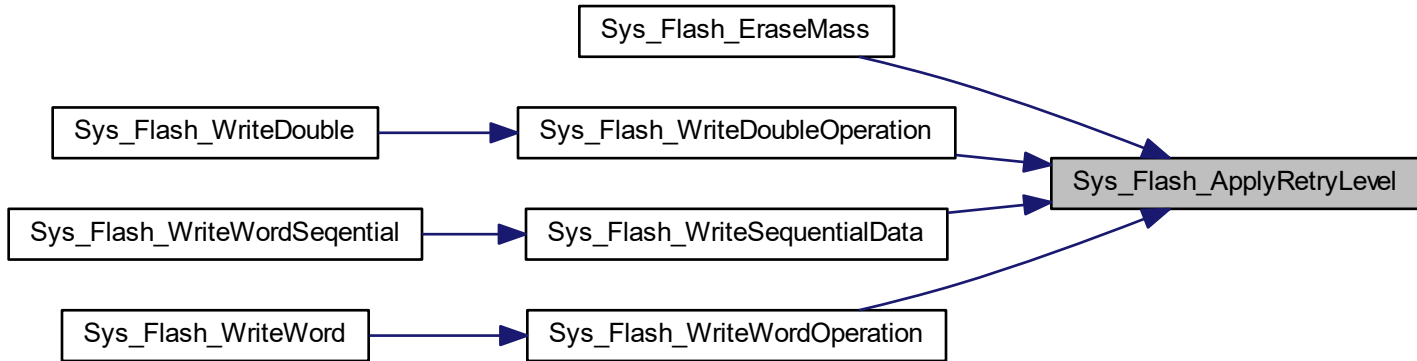 Sys_Flash_EraseMass
Sys_Flash_WriteDouble
Sys_Flash_WriteDoubleOperation
Sys_Flash_ApplyRetryLevel
Sys_Flash_WriteWordSeqential
Sys_Flash_WriteSequentialData
Sys_Flash_WriteWord
Sys_Flash_WriteWordOperation